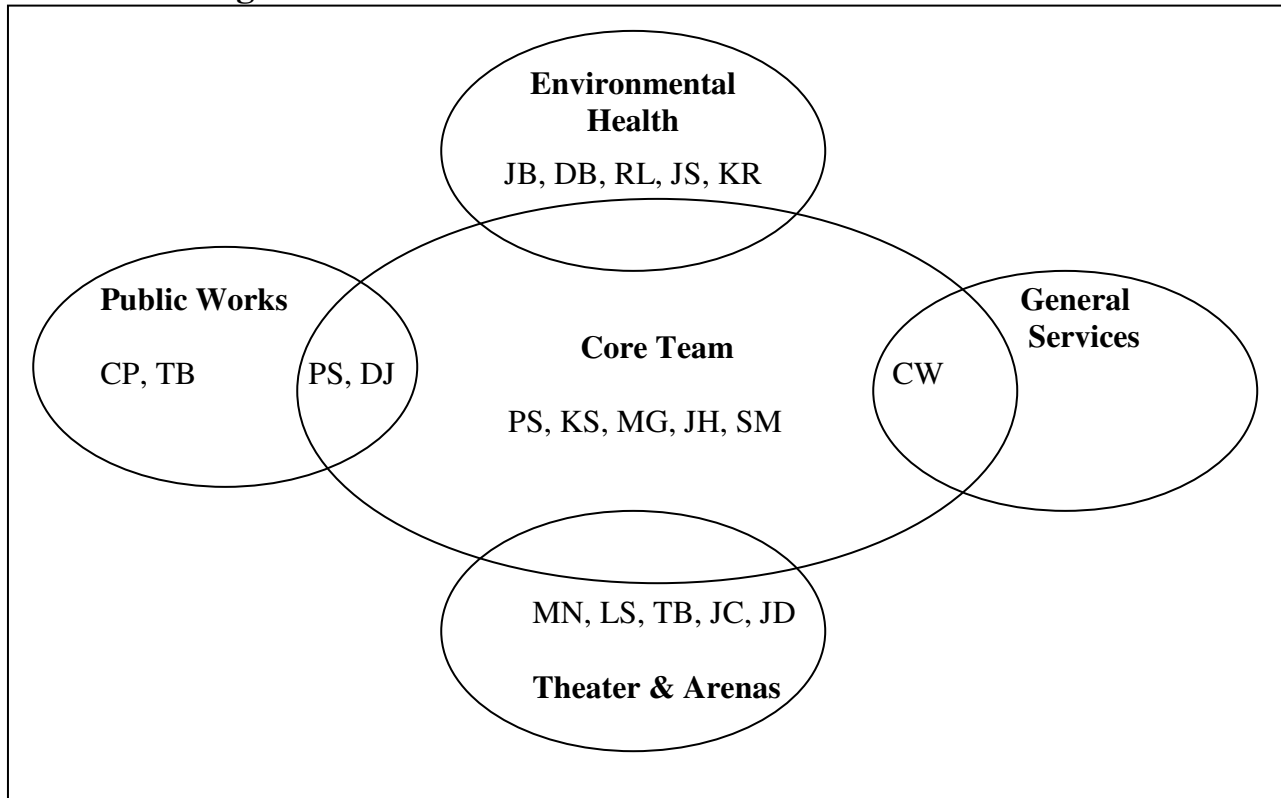 Environmental
Health
JB, DB, RL, JS, KR
Public Works
CP, TB
PS, DJ
Core Team
PS, KS, MG, JH, SM
General
Services
CW
MN, LS, TB, JC, JD
Theater & Arenas